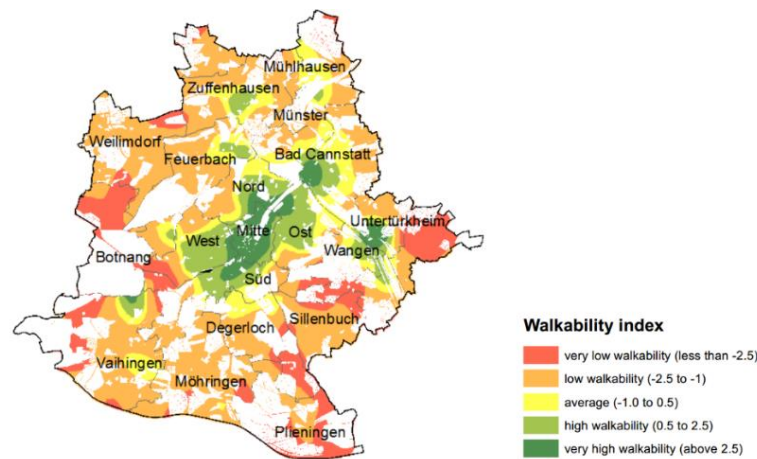 Mühlhausen
Zuffenhausen
Münster
Weilimdorf
Feuerbach
Bad Cannstatt
Nord
Untertürkheim
West
Mitte
Ost
Wangen
Botnang
Süd
Degerloch
Sillenbuch
Vaihingen
Möhringen
Plieningen
Walkability index
very low walkability (less than -2.5)
low walkability (-2.5 to -1)
average (-1.0 to 0.5)
high walkability (0.5 to 2.5)
very high walkability (above 2.5)